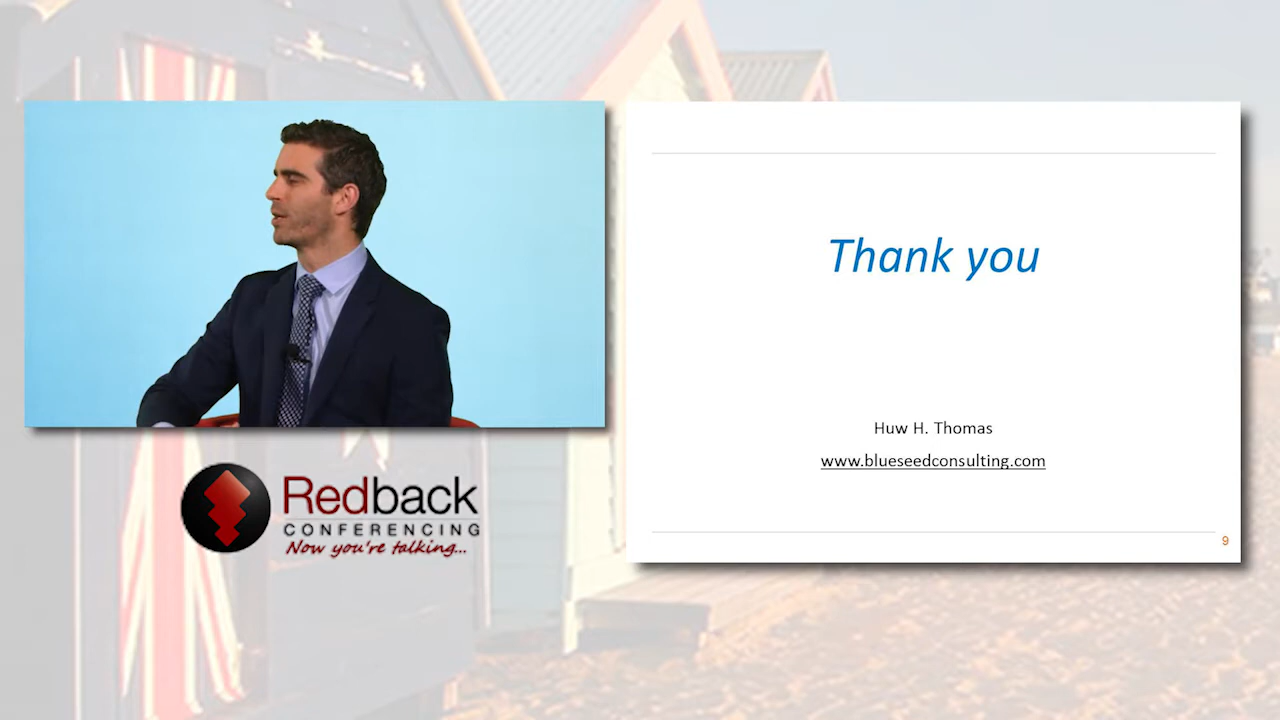 Redback
CONFERENCING
Now you're talking...
Thank you
Huw H. Thomas
www.blueseedconsulting.com
9